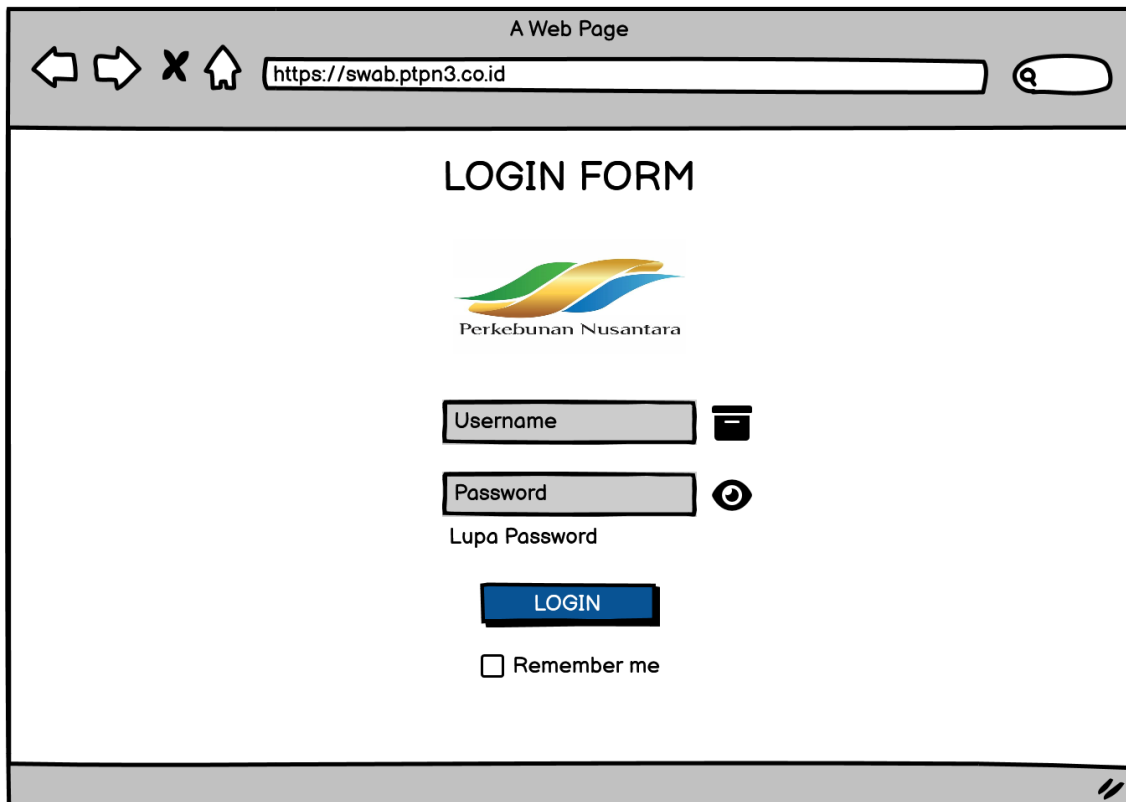 A Web Page
https://swab.ptpn3.co.id
LOGIN FORM
Perkebunan Nusantara
Username
Password
Lupa Password
LOGIN
Remember me